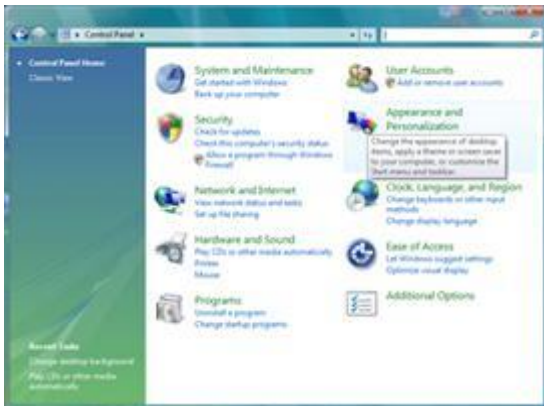 Control Panel
Control Panel Home
Classic View
System and Maintenance
Get started with Windows
Back up your computer
Security
Check for updates
Check this computer's security status
Allow a program through Windows
Firewall
Network and Internet
View network status and tasks
Set up file sharing
Hardware and Sound
Play CDs or other media automatically
Printer
Mouse
Programs
Uninstall a program
Change startup programs
User Accounts
Add or remove user accounts
Appearance and
Personalization
Change the appearance of desktop
items, apply a theme or screen saver
to your computer, or customize the
Start menu and taskbar.
Clock, Language, and Region
Change keyboards or other input
methods
Change display language
Ease of Access
Let Windows suggest settings
Optimize visual display
Additional Options
Recent Tasks
Change desktop background
Play CDs or other media
automatically